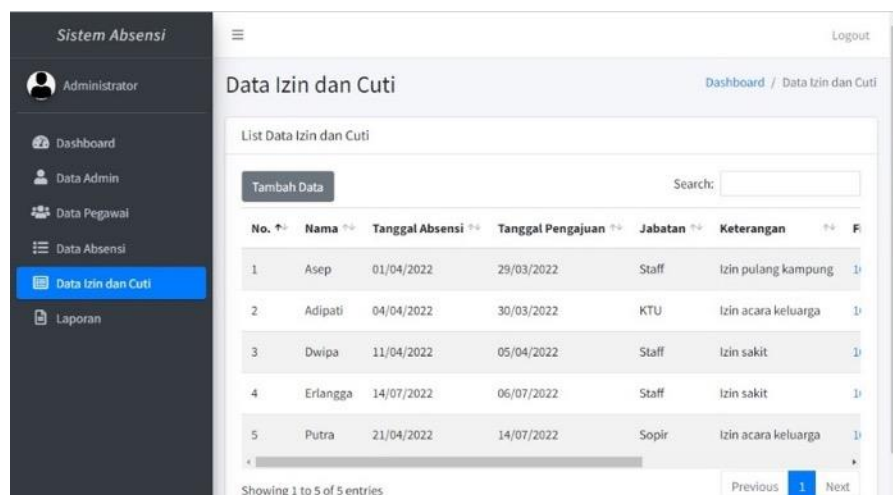 Sistem Absensi
Logout
Administrator
Data Izin dan Cuti
Dashboard / Data Izin dan Cuti
Dashboard
Data Admin
Data Pegawai
Data Absensi
Data Izin dan Cuti
Laporan
List Data Izin dan Cuti
Tambah Data
Search:
No. Nama Tanggal Absensi Tanggal Pengajuan Jabatan Keterangan
1 Asep 01/04/2022 29/03/2022 Staff Izin pulang kampung
2 Adipati 04/04/2022 30/03/2022 KTU Izin acara keluarga
3 Dwipa 11/04/2022 05/04/2022 Staff Izin sakit
4 Erlangga 14/07/2022 06/07/2022 Staff Izin sakit
5 Putra 21/04/2022 14/07/2022 Sopir Izin acara keluarga
Showing 1 to 5 of 5 entries
Previous 1 Next